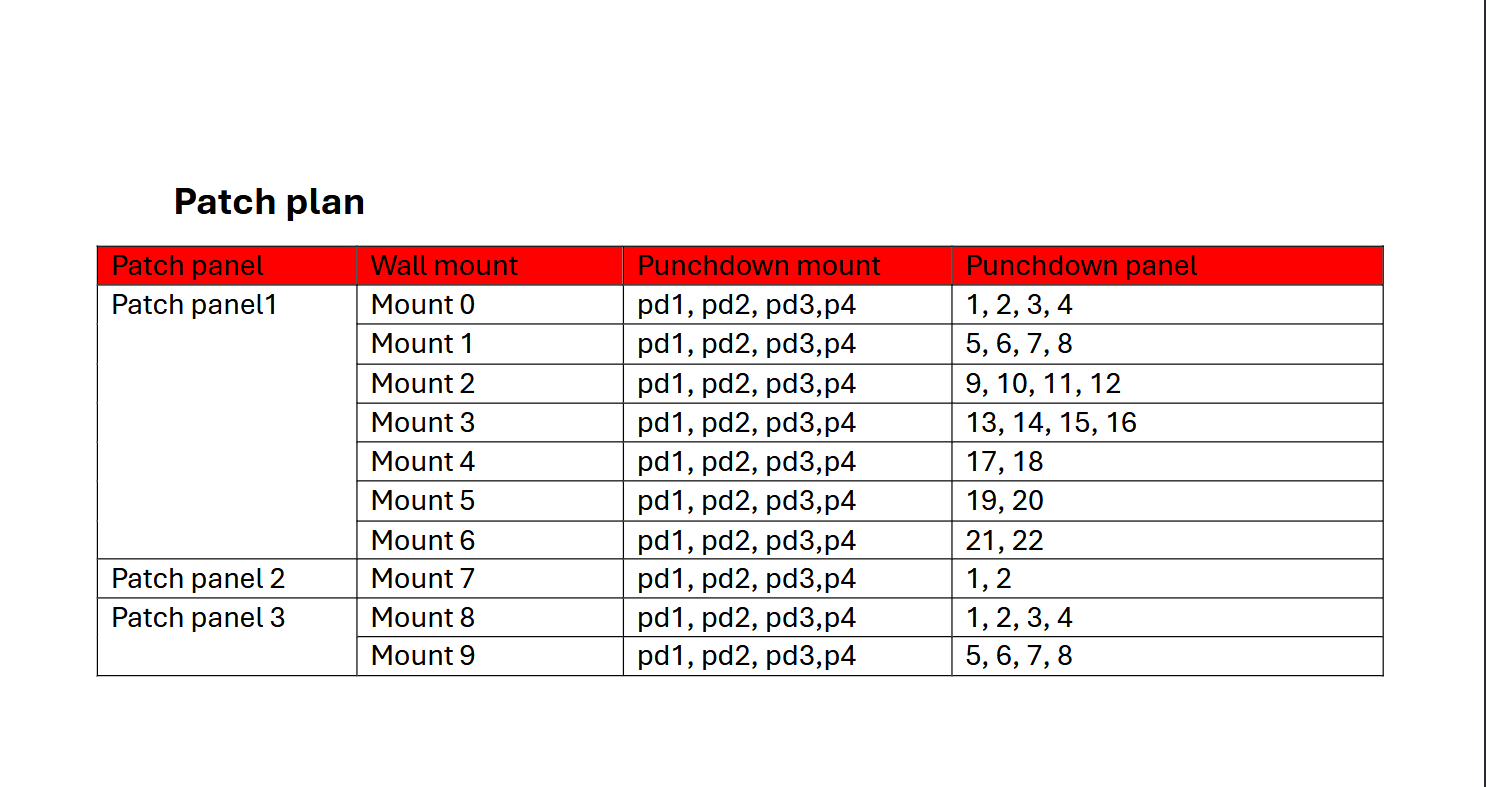 Patch plan
Patch panel Wall mount Punchdown mount Punchdown panel
Patch panel1 Mount 0 pd1, pd2, pd3,p4 1, 2, 3, 4
Mount 1 pd1, pd2, pd3,p4 5, 6, 7, 8
Mount 2 pd1, pd2, pd3,p4 9, 10, 11, 12
Mount 3 pd1, pd2, pd3,p4 13, 14, 15, 16
Mount 4 pd1, pd2, pd3,p4 17, 18
Mount 5 pd1, pd2, pd3,p4 19, 20
Mount 6 pd1, pd2, pd3,p4 21, 22
Patch panel 2 Mount 7 pd1, pd2, pd3,p4 1, 2
Patch panel 3 Mount 8 pd1, pd2, pd3,p4 1, 2, 3, 4
Mount 9 pd1, pd2, pd3,p4 5, 6, 7, 8